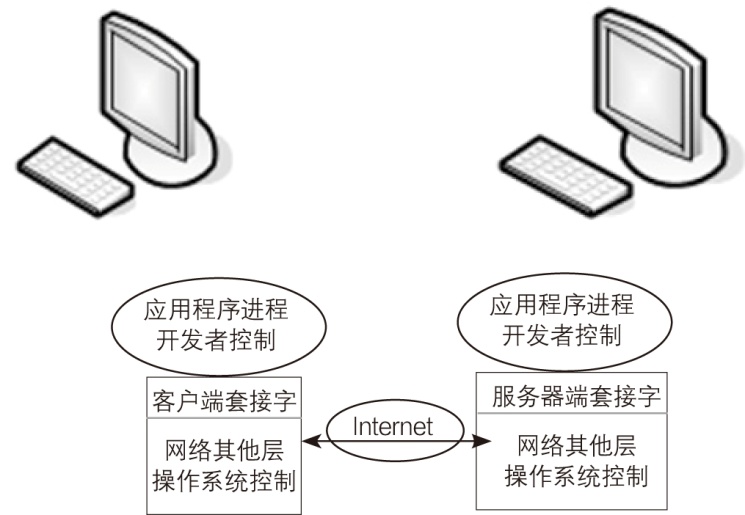 应用程序进程
开发者控制
客户端套接字
网络其他层
操作系统控制
Internet
应用程序进程
开发者控制
服务器端套接字
网络其他层
操作系统控制